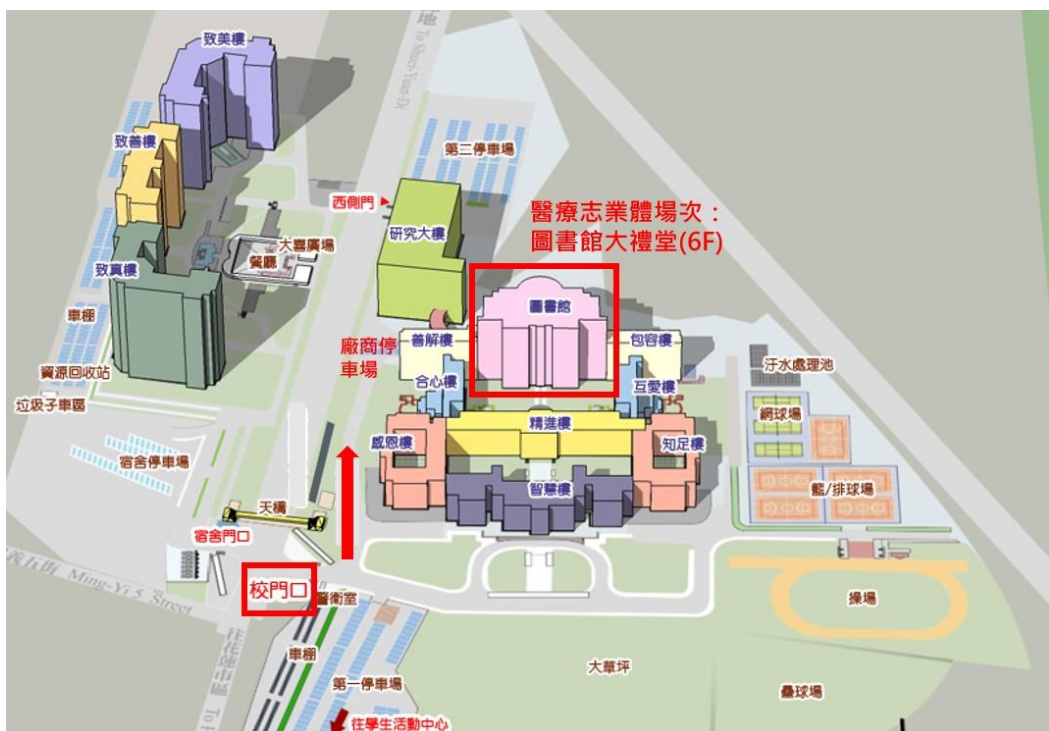 致美樓
地 To Shuei-Yuan-Di
致善樓
第二停車場
西側門
醫療志業體場次：
圖書館大禮堂(6F)
研究大樓
大喜廣場
餐廳
致真樓
圖書館
車棚
廠商停
車場
善解樓
包容樓
資源回收站
合心樓
互愛樓
汙水處理池
垃圾子車區
網球場
感恩樓
精進樓
知足樓
宿舍停車場
智慧樓
籃/排球場
天橋
宿舍門口
Ming-Yi 5 Street
校門口
警衛室
操場
車棚
大草坪
第一停車場
壘球場
往學生活動中心